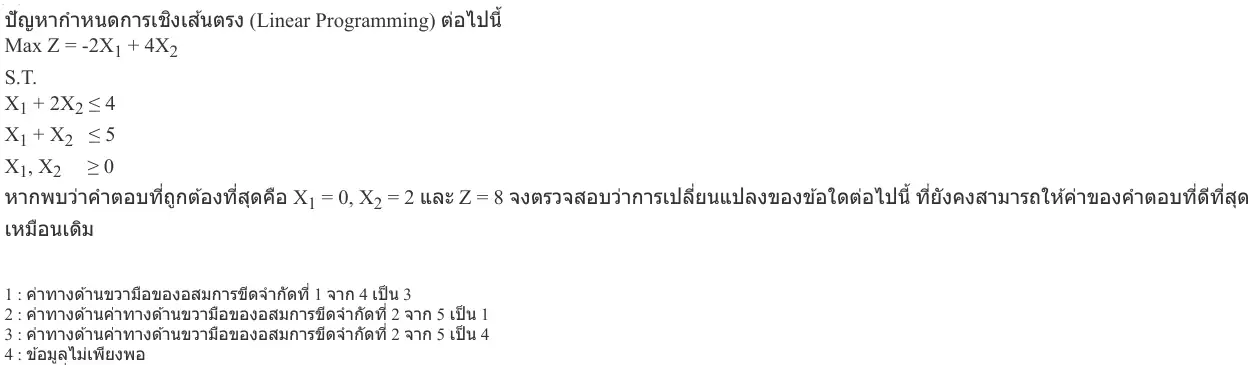 ปัญหากำหนดการเชิงเส้นตรง (Linear Programming) ต่อไปนี้
Max Z = -2X1 + 4X2
S.T.
X1 + 2X2 ≤ 4
X1 + X2 ≤ 5
X1, X2 ≥ 0
หากพบว่าคำตอบที่ถูกต้องที่สุดคือ X1 = 0, X2 = 2 และ Z = 8 จงตรวจสอบว่าการเปลี่ยนแปลงของข้อใดต่อไปนี้ ที่ยังคงสามารถให้ค่าของคำตอบที่ดีที่สุด
เหมือนเดิม
1 : ค่าทางด้านขวามือของอสมการขีดจำกัดที่ 1 จาก 4 เป็น 3
2 : ค่าทางด้านค่าทางด้านขวามือของอสมการขีดจำกัดที่ 2 จาก 5 เป็น 1
3 : ค่าทางด้านค่าทางด้านขวามือของอสมการขีดจำกัดที่ 2 จาก 5 เป็น 4
4 : ข้อมูลไม่เพียงพอ